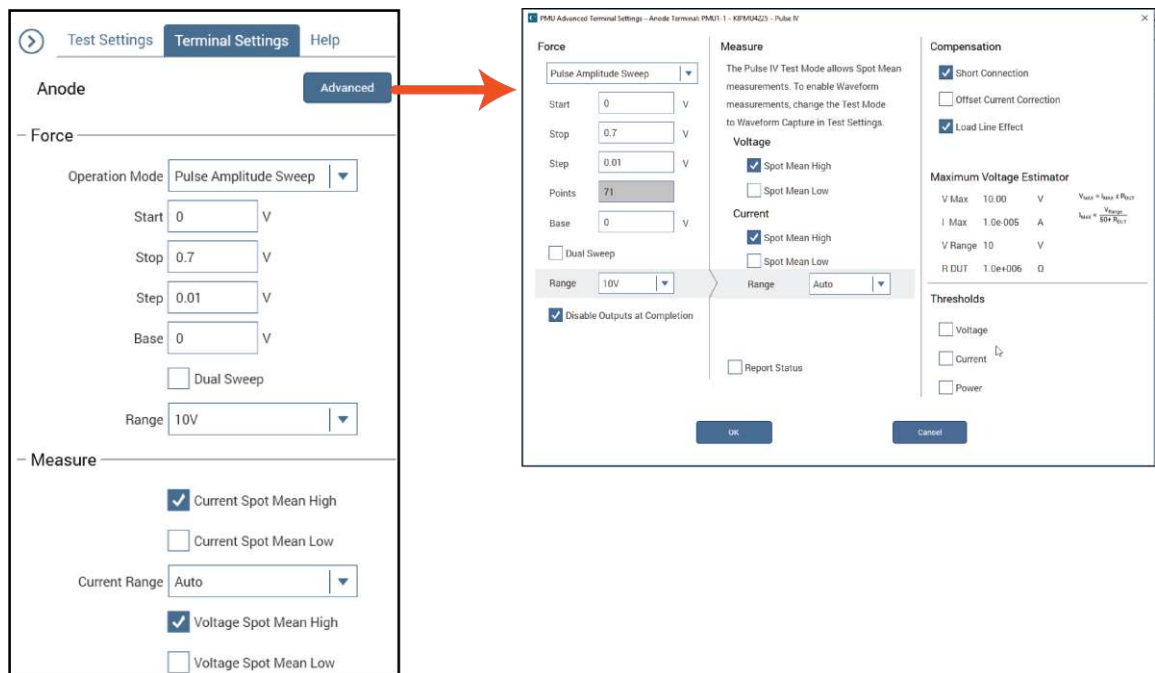 Test Settings
Terminal Settings
Help
Anode
Advanced
Force
Operation Mode Pulse Amplitude Sweep
Start 0 V
Stop 0.7 V
Step 0.01 V
Base 0 V
Dual Sweep
Range 10V
Measure
Current Spot Mean High
Current Spot Mean Low
Current Range Auto
Voltage Spot Mean High
Voltage Spot Mean Low
PMU Advanced Terminal Settings - Anode Terminal: PMU1-1 - KIPMU4225 - Pulse IV
Force
Pulse Amplitude Sweep
Start 0 V
Stop 0.7 V
Step 0.01 V
Points 71
Base 0 V
Dual Sweep
Range 10V
Disable Outputs at Completion
Measure
The Pulse IV Test Mode allows Spot Mean
measurements. To enable Waveform
measurements, change the Test Mode
to Waveform Capture in Test Settings.
Voltage
Spot Mean High
Spot Mean Low
Current
Spot Mean High
Spot Mean Low
Range Auto
Report Status
Compensation
Short Connection
Offset Current Correction
Load Line Effect
Maximum Voltage Estimator
V Max 10.00 V
I Max 1.0e-005 A
V Range 10 V
R DUT 1.0e+006 Ω
VMAX = IMAX x RDUT
IMAX = VRange / 50+ RDUT
Thresholds
Voltage
Current
Power
OK
Cancel